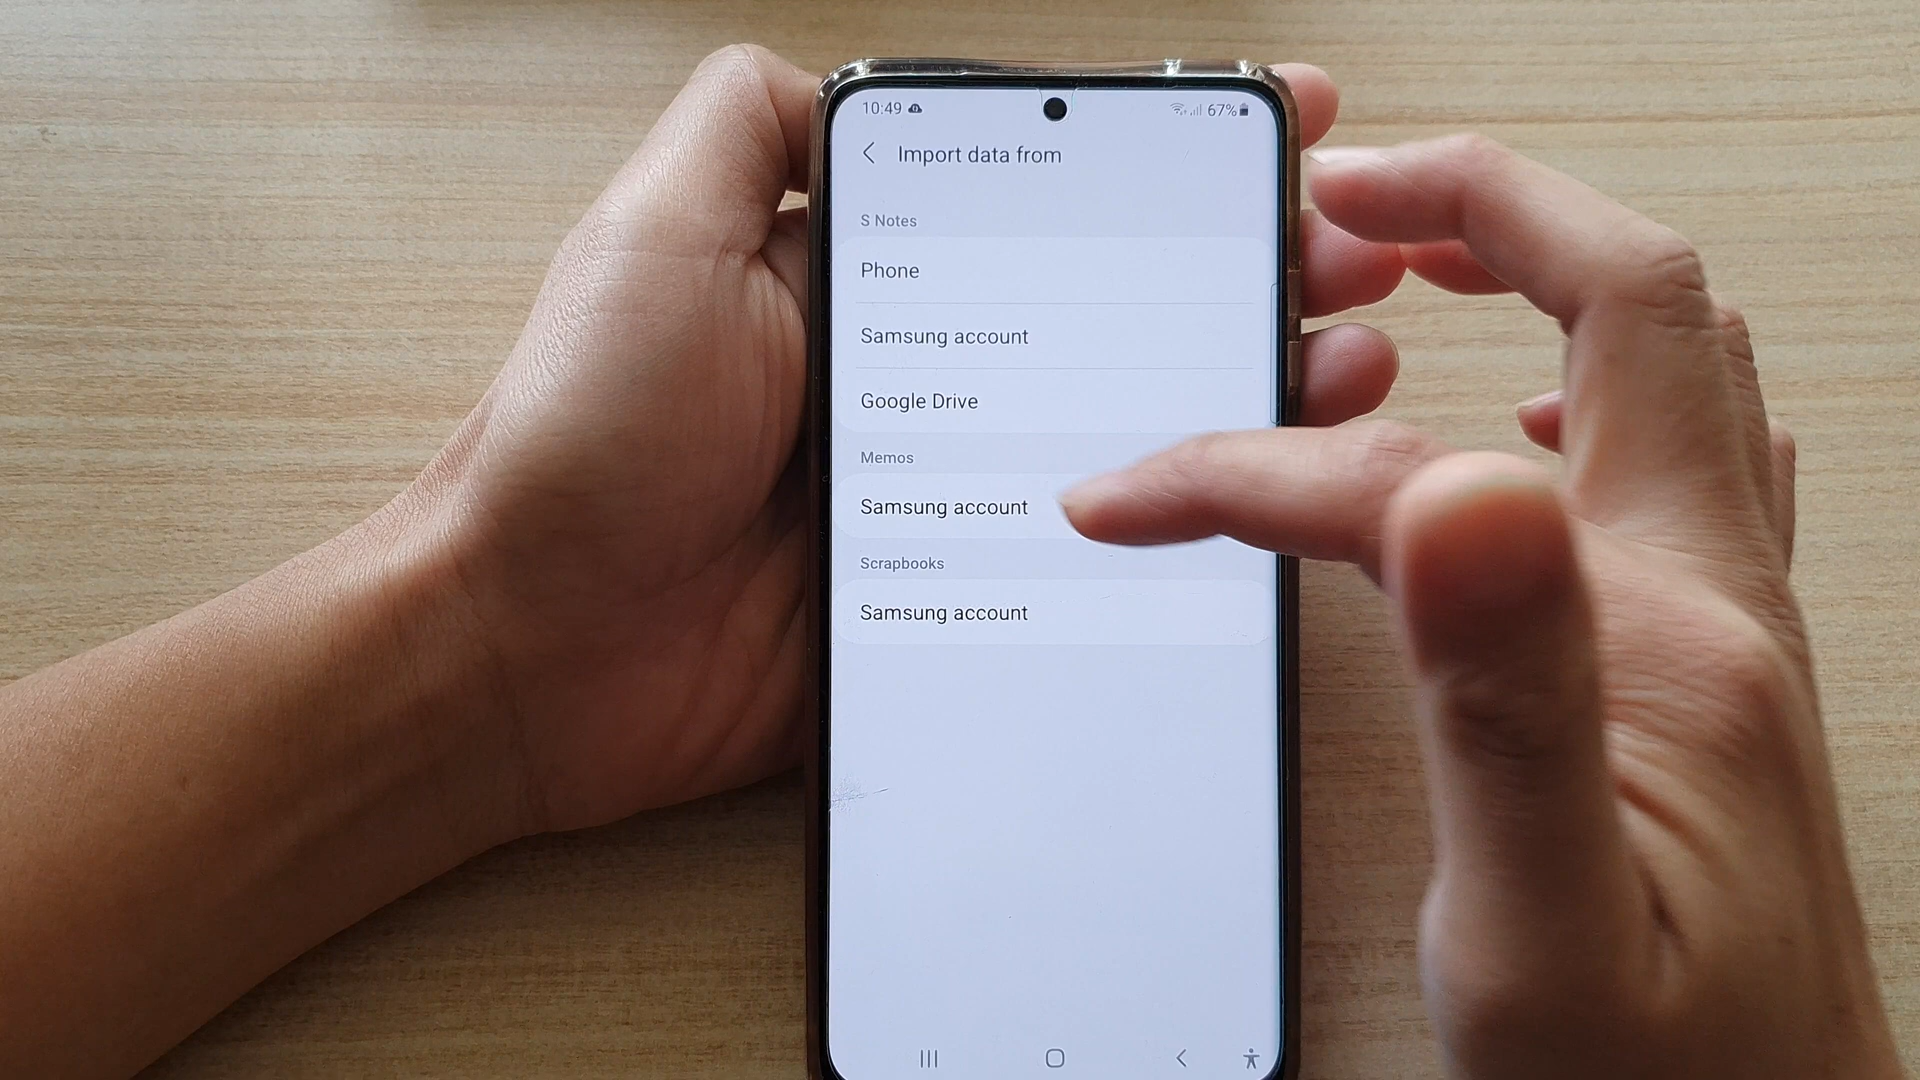 10:49 67%
Import data from
S Notes
Phone
Samsung account
Google Drive
Memos
Samsung account
Scrapbooks
Samsung account